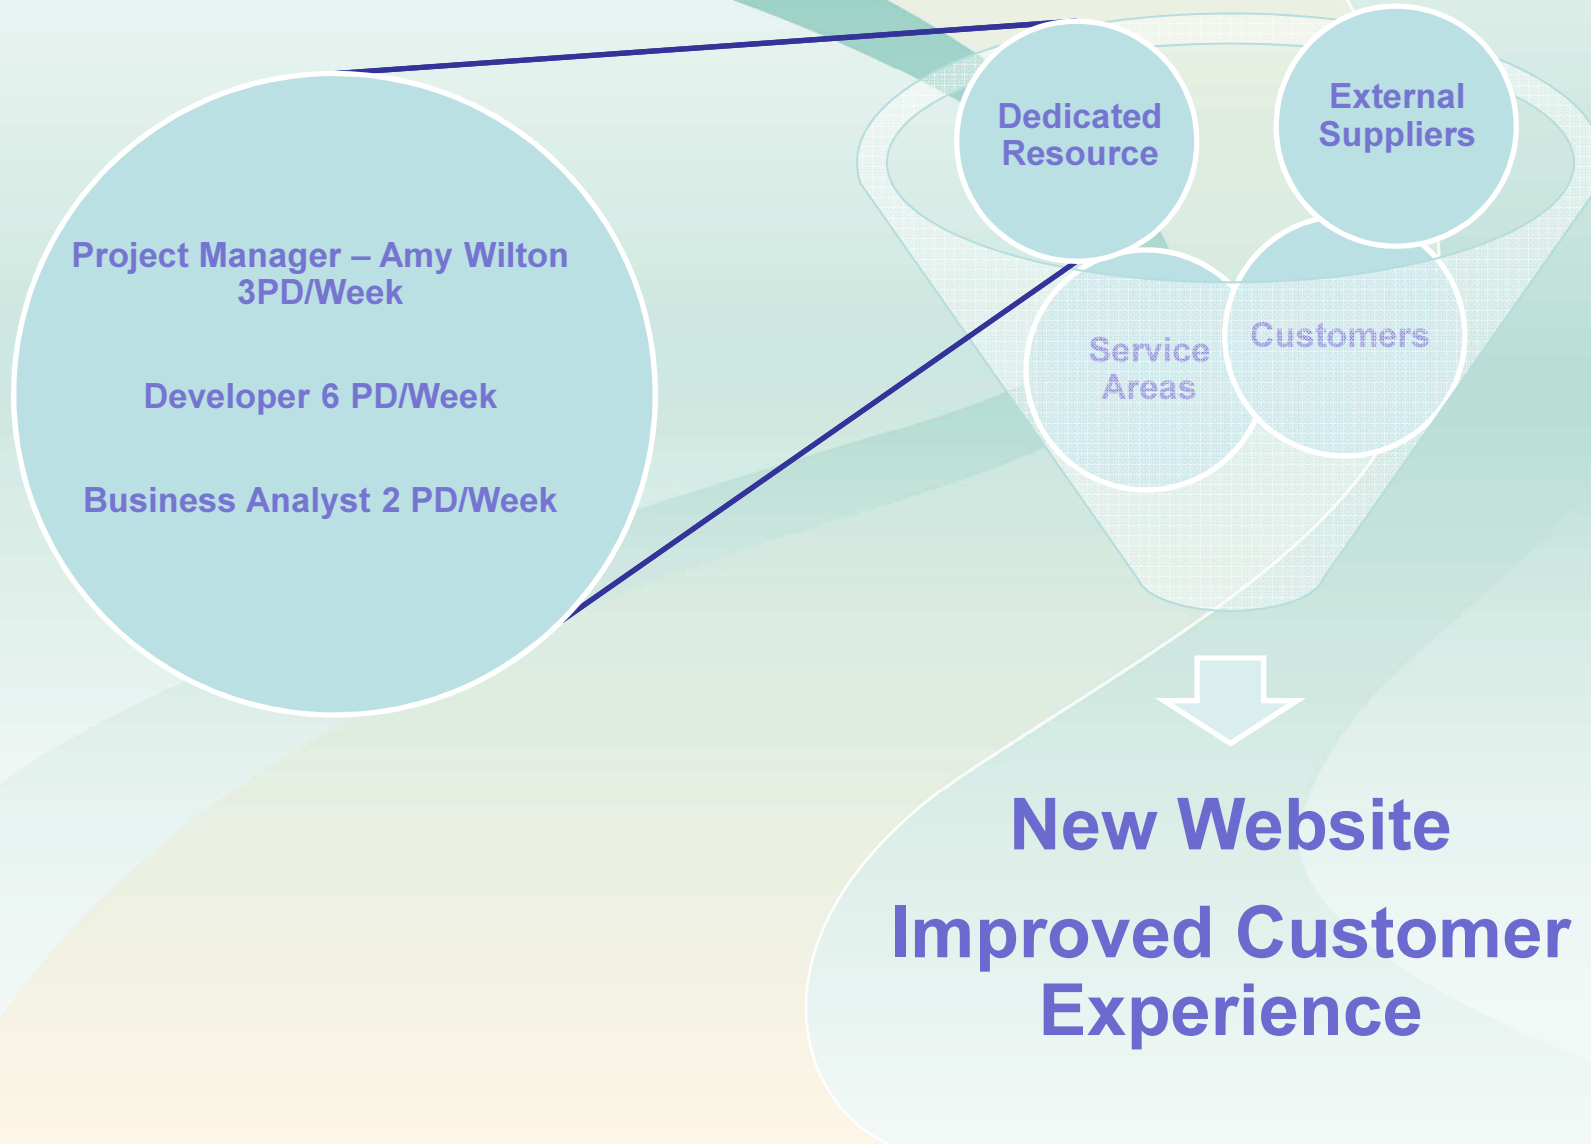 Project Manager – Amy Wilton
3PD/Week
Developer 6 PD/Week
Business Analyst 2 PD/Week
Dedicated
Resource
External
Suppliers
Service
Areas
Customers
New Website
Improved Customer
Experience